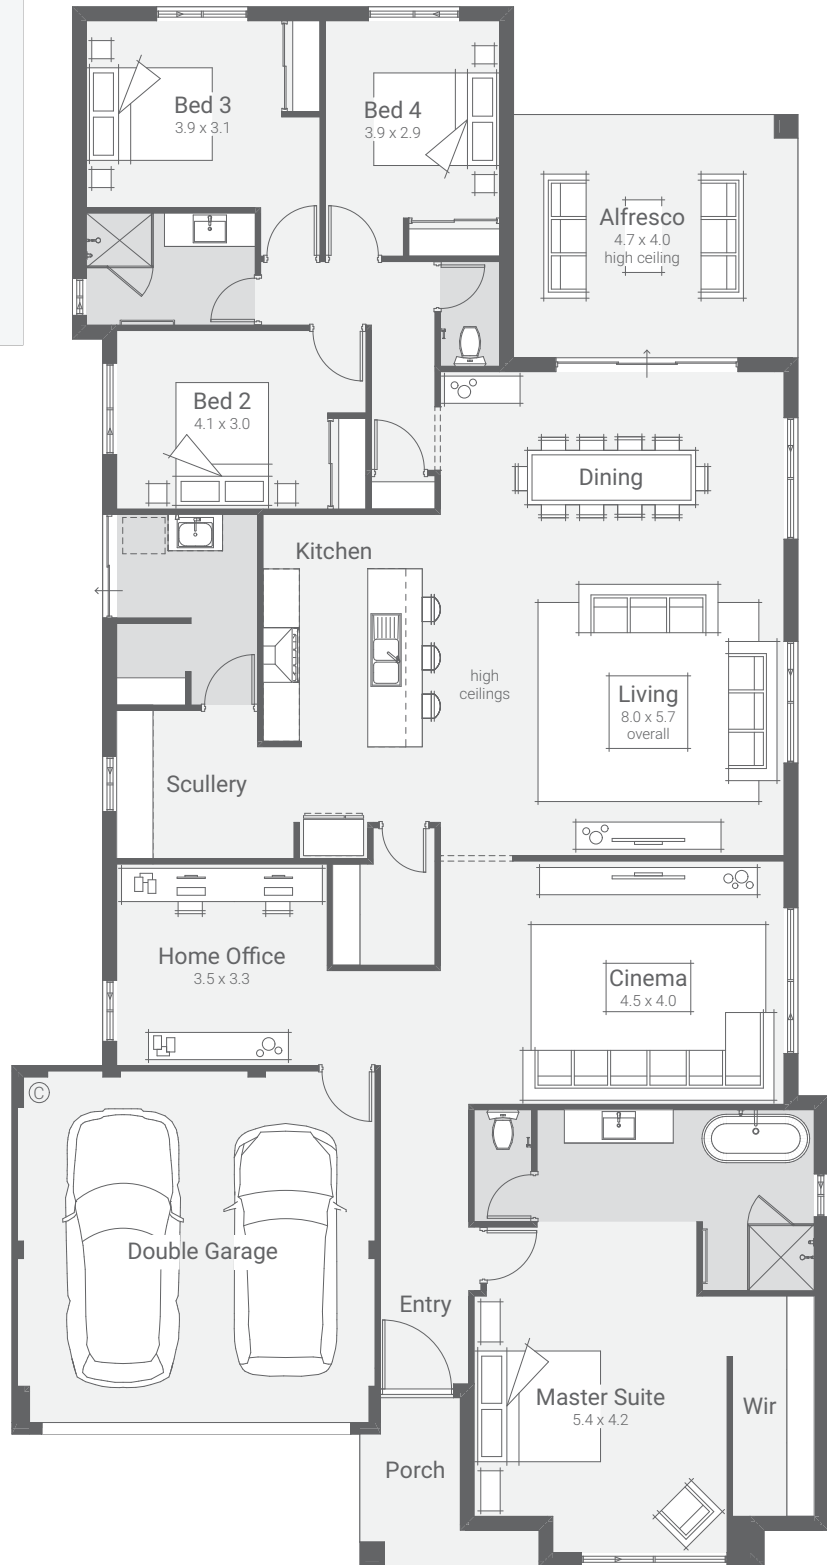 Bed 3
3.9 x 3.1
Bed 4
3.9 x 2.9
Alfresco
4.7 x 4.0
high ceiling
Bed 2
4.1 x 3.0
Dining
Kitchen
high
ceilings
Living
8.0 x 5.7
overall
Scullery
Home Office
3.5 x 3.3
Cinema
4.5 x 4.0
C
Double Garage
Entry
Master Suite
5.4 x 4.2
Wir
Porch